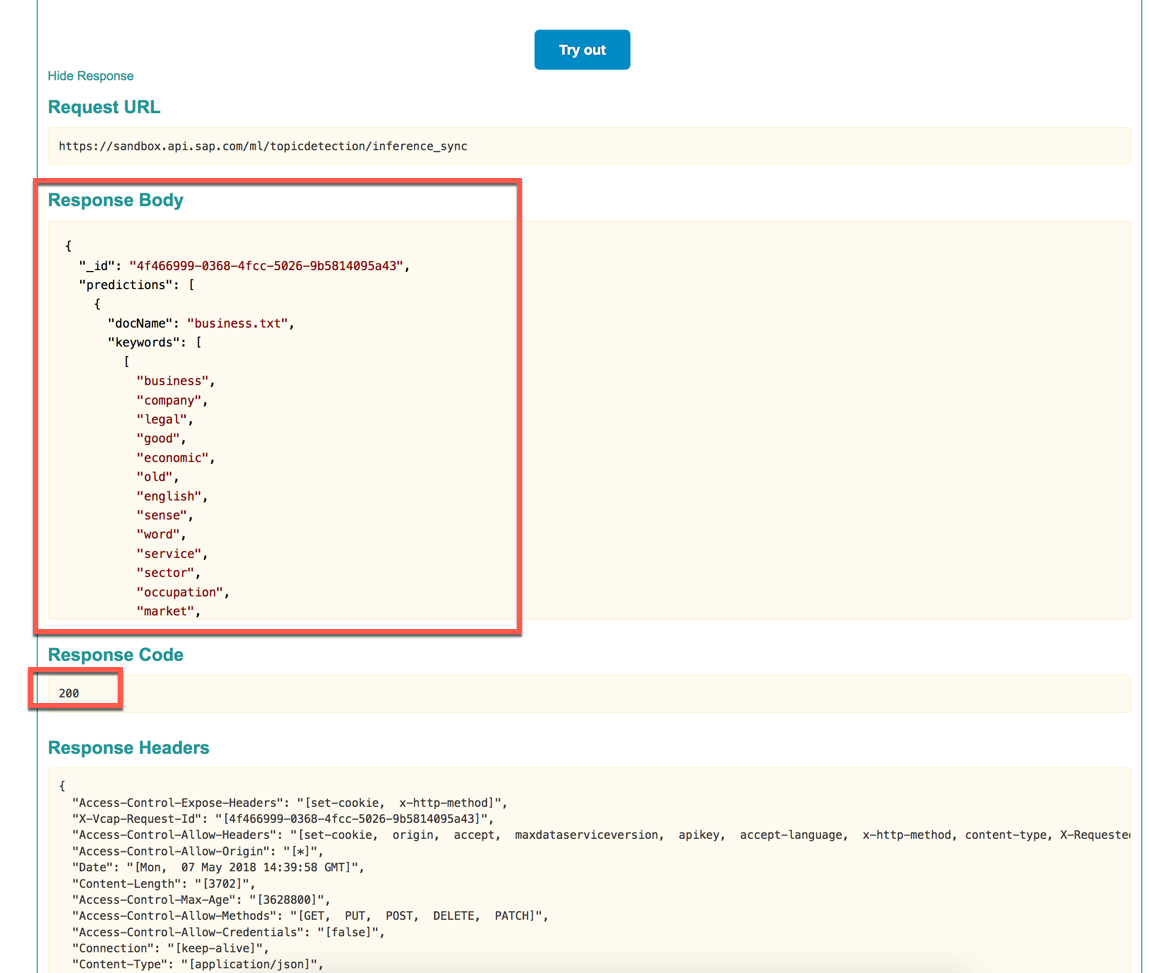 Try out
Hide Response
Request URL
https://sandbox.api.sap.com/ml/topicdetection/inference_sync
Response Body
{
"_id": "4f466999-0368-4fcc-5026-9b5814095a43",
"predictions": [
{
"docName": "business.txt",
"keywords": [
[
"business",
"company",
"legal",
"good",
"economic",
"old",
"english",
"sense",
"word",
"service",
"sector",
"occupation",
"market",
Response Code
200
Response Headers
{
"Access-Control-Expose-Headers": "[set-cookie, x-http-method]",
"X-Vcap-Request-Id": "[4f466999-0368-4fcc-5026-9b5814095a43]",
"Access-Control-Allow-Headers": "[set-cookie, origin, accept, maxdataserviceversion, apikey, accept-language, x-http-method, content-type, X-Requested
"Access-Control-Allow-Origin": "[*]",
"Date": "[Mon, 07 May 2018 14:39:58 GMT]",
"Content-Length": "[3702]",
"Access-Control-Max-Age": "[3628800]",
"Access-Control-Allow-Methods": "[GET, PUT, POST, DELETE, PATCH]",
"Access-Control-Allow-Credentials": "[false]",
"Connection": "[keep-alive]",
"Content-Type": "[application/json]",